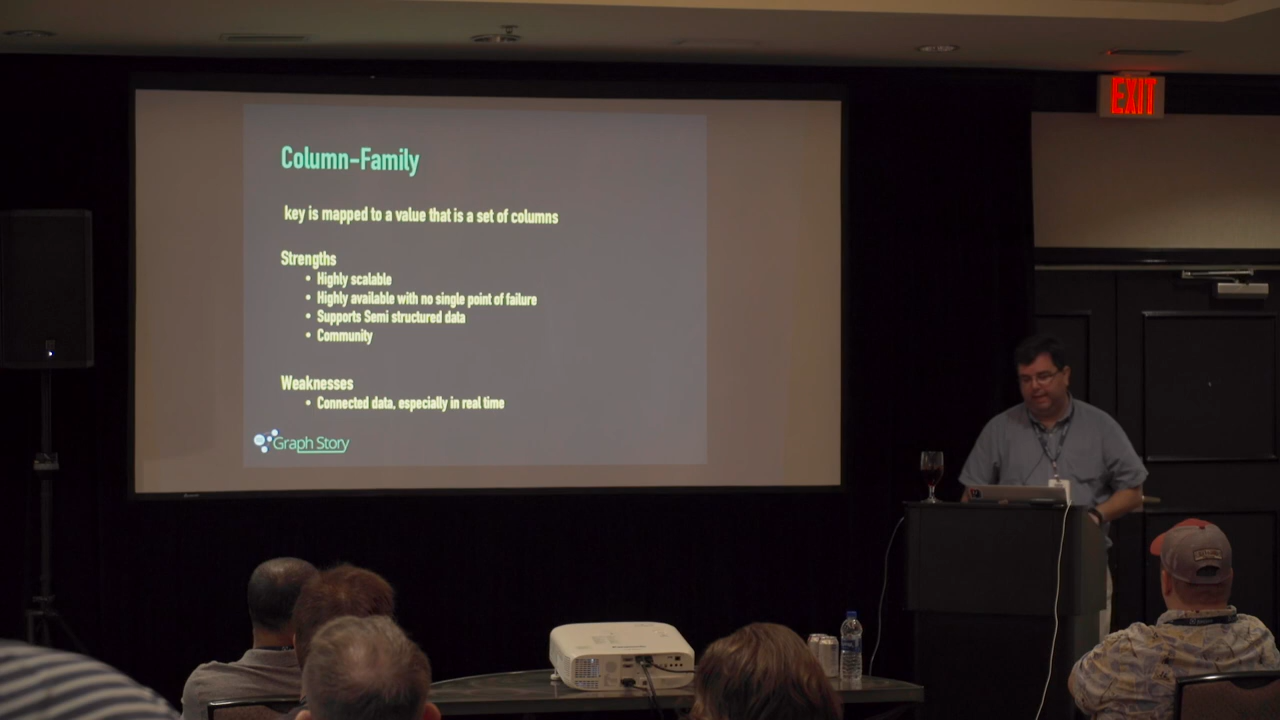 EXIT
Column-Family
key is mapped to a value that is a set of columns
Strengths
• Highly scalable
• Highly available with no single point of failure
• Supports Semi structured data
• Community
Weaknesses
• Connected data, especially in real time
Graph Story